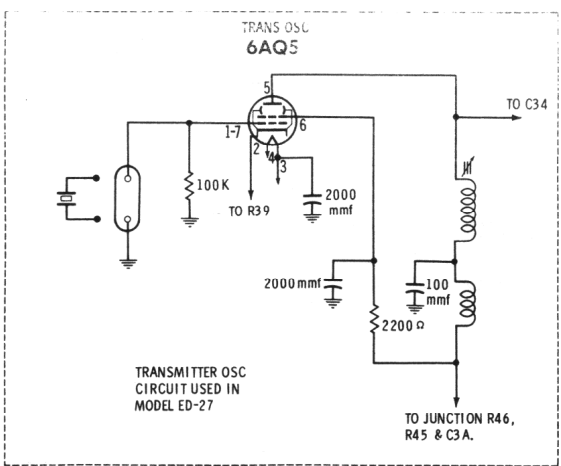 TRANS OSC
6AQ5
5
TO C34
1-7
6
2
4
3
100K
2000
mmf
TO R39
2000mmf
100
mmf
2200 Ω
TRANSMITTER OSC
CIRCUIT USED IN
MODEL ED-27
TO JUNCTION R46,
R45 & C3A.